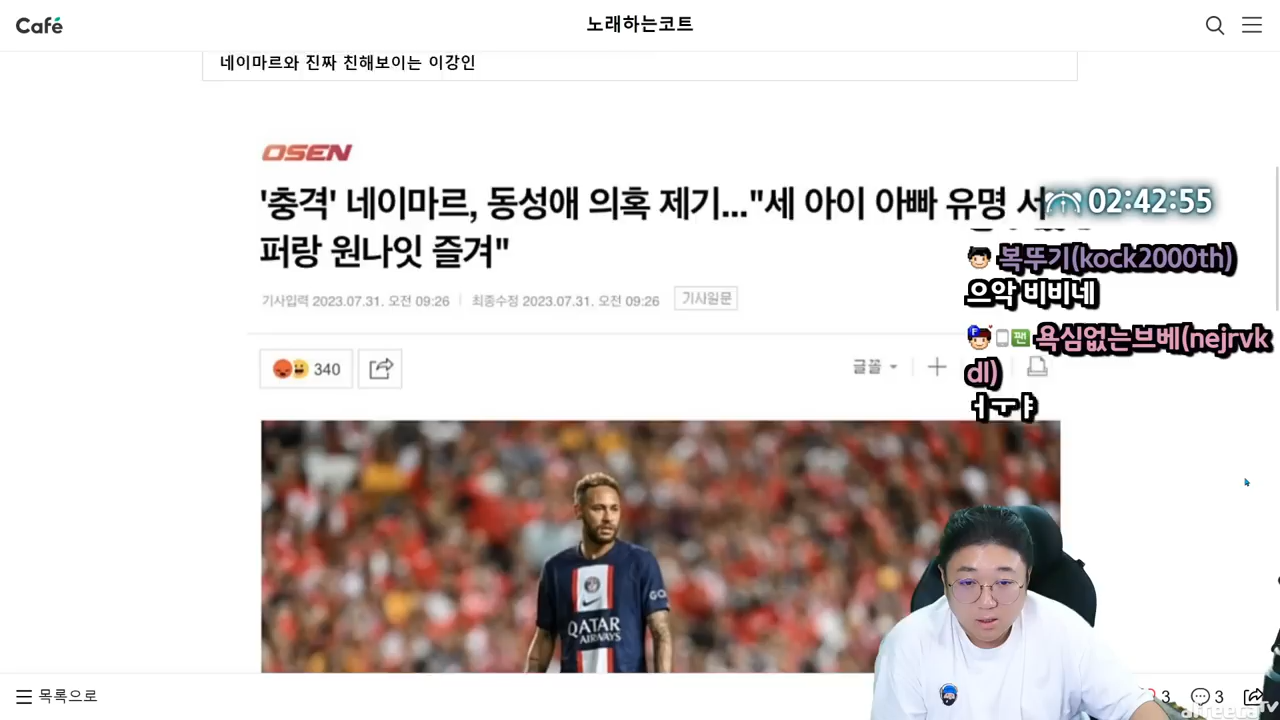 Café
노래하는코트
네이마르와 진짜 친해보이는 이강인
OSEN
'충격' 네이마르, 동성애 의혹 제기..."세 아이 아빠 유명 서
퍼랑 원나잇 즐겨"
02:42:55
기사입력 2023.07.31. 오전 09:26
최종수정 2023.07.31. 오전 09:26
기사원문
복뚜기(kock2000th)
으악 비비네
욕심없는브베(nejrvk
dl)
ㅓㅜㅑ
340
글꼴
QATAR
AIRWAYS
목록으로
3
3
afreecaTV